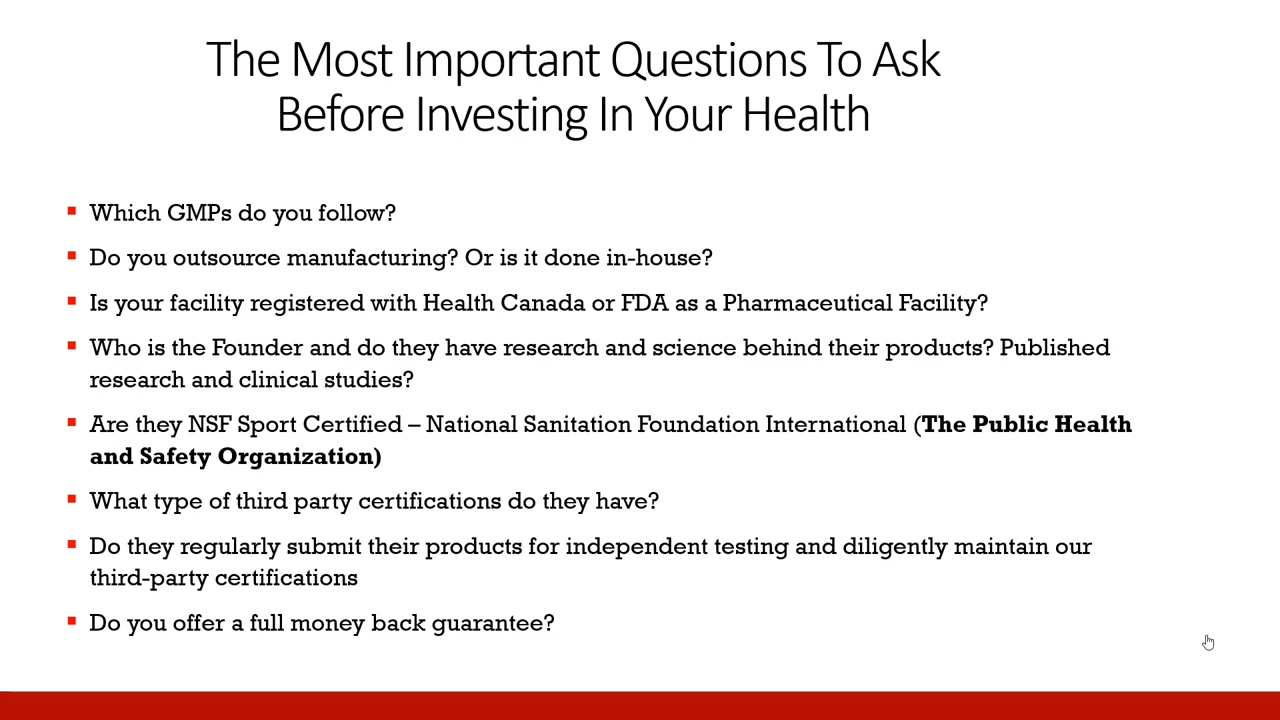 The Most Important Questions To Ask
Before Investing In Your Health
Which GMPs do you follow?
Do you outsource manufacturing? Or is it done in-house?
Is your facility registered with Health Canada or FDA as a Pharmaceutical Facility?
Who is the Founder and do they have research and science behind their products? Published
research and clinical studies?
Are they NSF Sport Certified – National Sanitation Foundation International (The Public Health
and Safety Organization)
What type of third party certifications do they have?
Do they regularly submit their products for independent testing and diligently maintain our
third-party certifications
Do you offer a full money back guarantee?